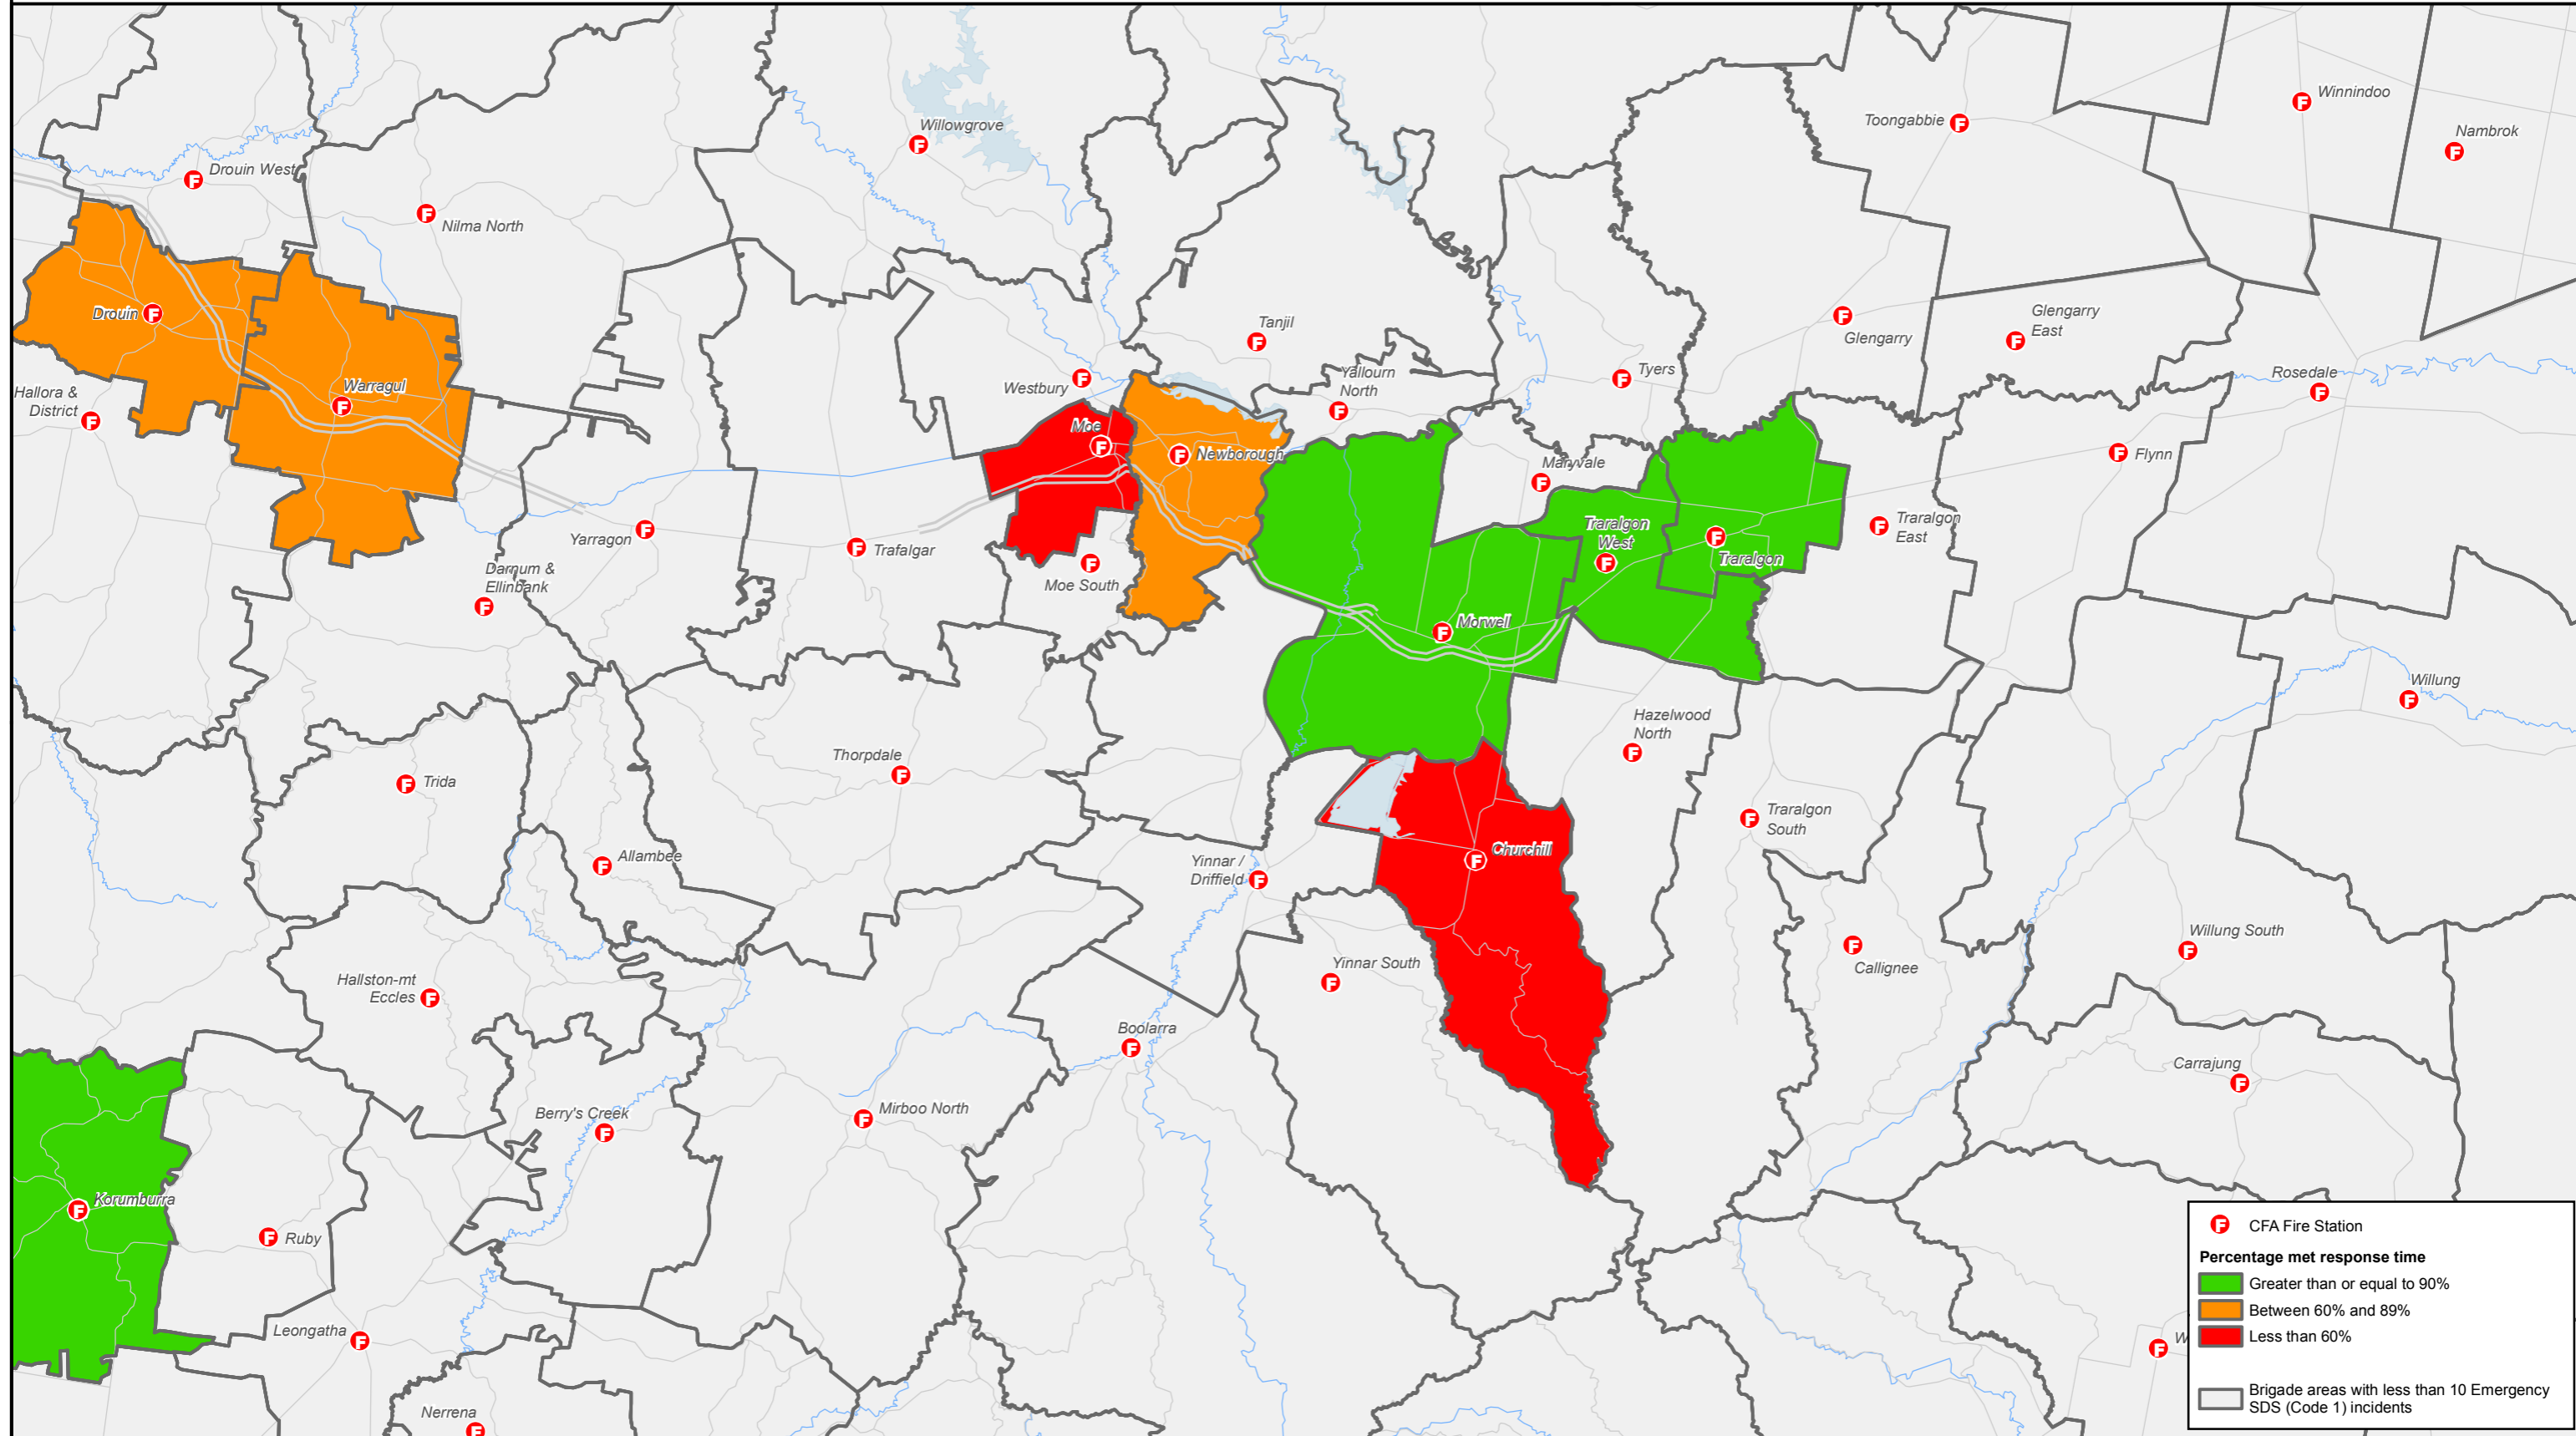 Winnindoo
Toongabbie
Willowgrove
Nambrok
Drouin West
Nilma North
Drouin
Tanjil
Glengarry
East
Glengarry
Westbury
Yallourn
North
Tyers
Rosedale
Hallora &
District
Warragul
Moe
Newborough
Maryvale
Flynn
Traralgon
East
Traralgon
West
Traralgon
Yarragon
Trafalgar
Moe South
Darnum &
Ellinbank
Morwell
Willung
Hazelwood
North
Thorpdale
Trida
Traralgon
South
Churchill
Allambee
Yinnar /
Driffield
Willung South
Yinnar South
Callignee
Hallston-mt
Eccles
Boolarra
Carrajung
Berry's Creek
Mirboo North
Korumburra
Ruby
Leongatha
Nerrena
W
F CFA Fire Station
Percentage met response time
Greater than or equal to 90%
Between 60% and 89%
Less than 60%
Brigade areas with less than 10 Emergency
SDS (Code 1) incidents